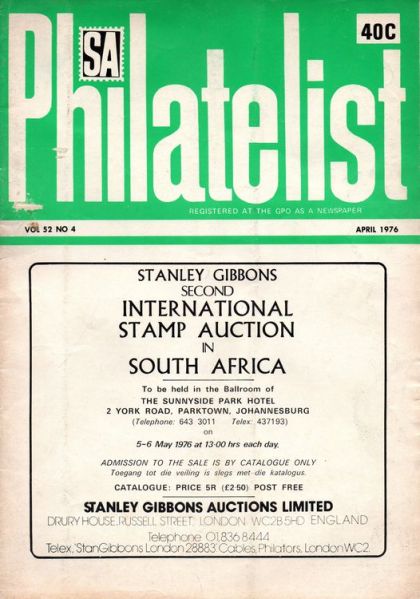 SA
40C
Philatelist
REGISTERED AT THE GPO AS A NEWSPAPER
VOL 52 NO 4
APRIL 1976
STANLEY GIBBONS
SECOND
INTERNATIONAL
STAMP AUCTION
IN
SOUTH AFRICA
To be held in the Ballroom of
THE SUNNYSIDE PARK HOTEL
2 YORK ROAD, PARKTOWN, JOHANNESBURG
(Telephone: 643 3011 Telex: 437193)
on
5-6 May 1976 at 13·00 hrs each day.
ADMISSION TO THE SALE IS BY CATALOGUE ONLY
Toegang tot die veiling is slegs met die katalogus.
CATALOGUE: PRICE 5R (£2·50) POST FREE
STANLEY GIBBONS AUCTIONS LIMITED
DRURY HOUSE, RUSSELL STREET, LONDON WC2B 5HD ENGLAND
Telephone 01.836 8444
Telex, 'StanGibbons London 28883' Cables, Philators, London WC2.